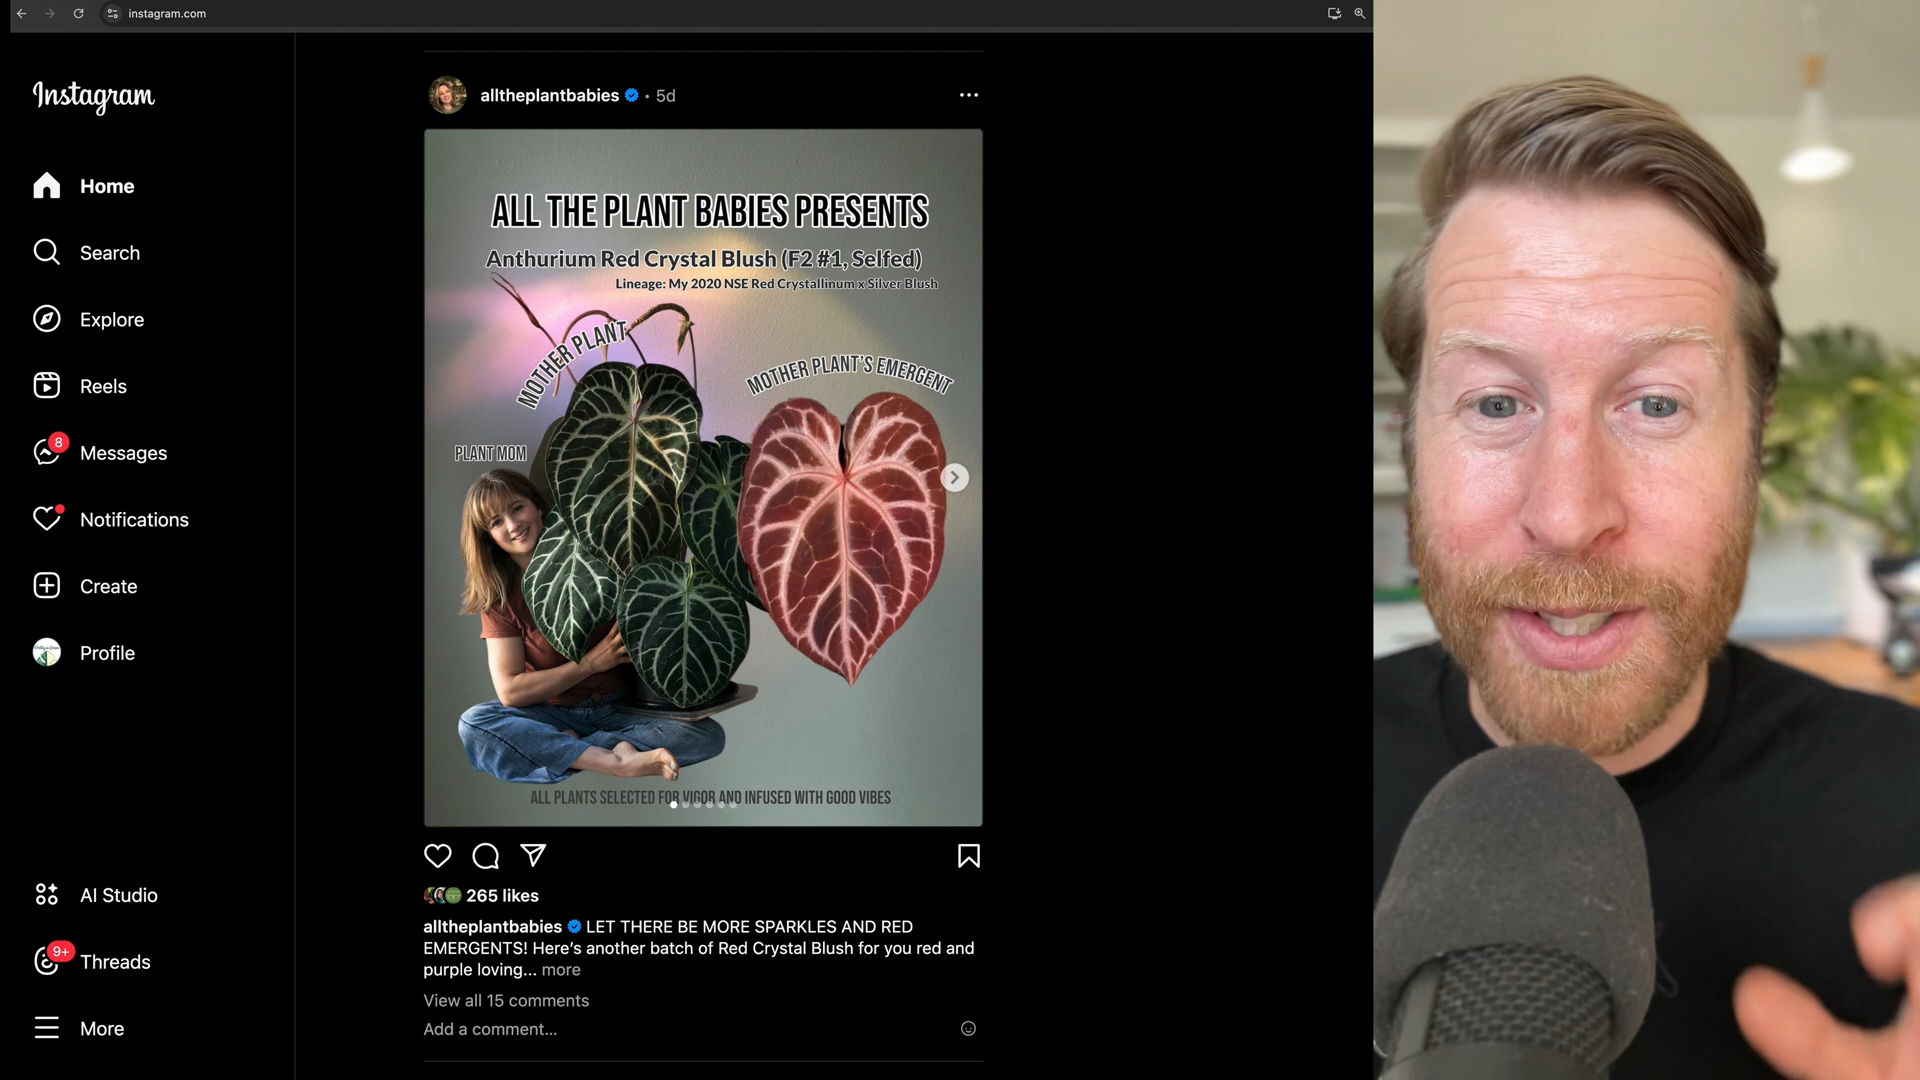 instagram.com
Instagram
Home
Search
Explore
Reels
8
Messages
Notifications
Create
Profile
AI Studio
9+
Threads
More
alltheplantbabies • 5d
ALL THE PLANT BABIES PRESENTS
Anthurium Red Crystal Blush (F2 #1, Selfed)
Lineage: My 2020 NSE Red Crystallinum x Silver Blush
MOTHER PLANT
MOTHER PLANT'S EMERGENT
PLANT MOM
ALL PLANTS SELECTED FOR VIGOR AND INFUSED WITH GOOD VIBES
265 likes
alltheplantbabies LET THERE BE MORE SPARKLES AND RED
EMERGENTS! Here’s another batch of Red Crystal Blush for you red and
purple loving... more
View all 15 comments
Add a comment...